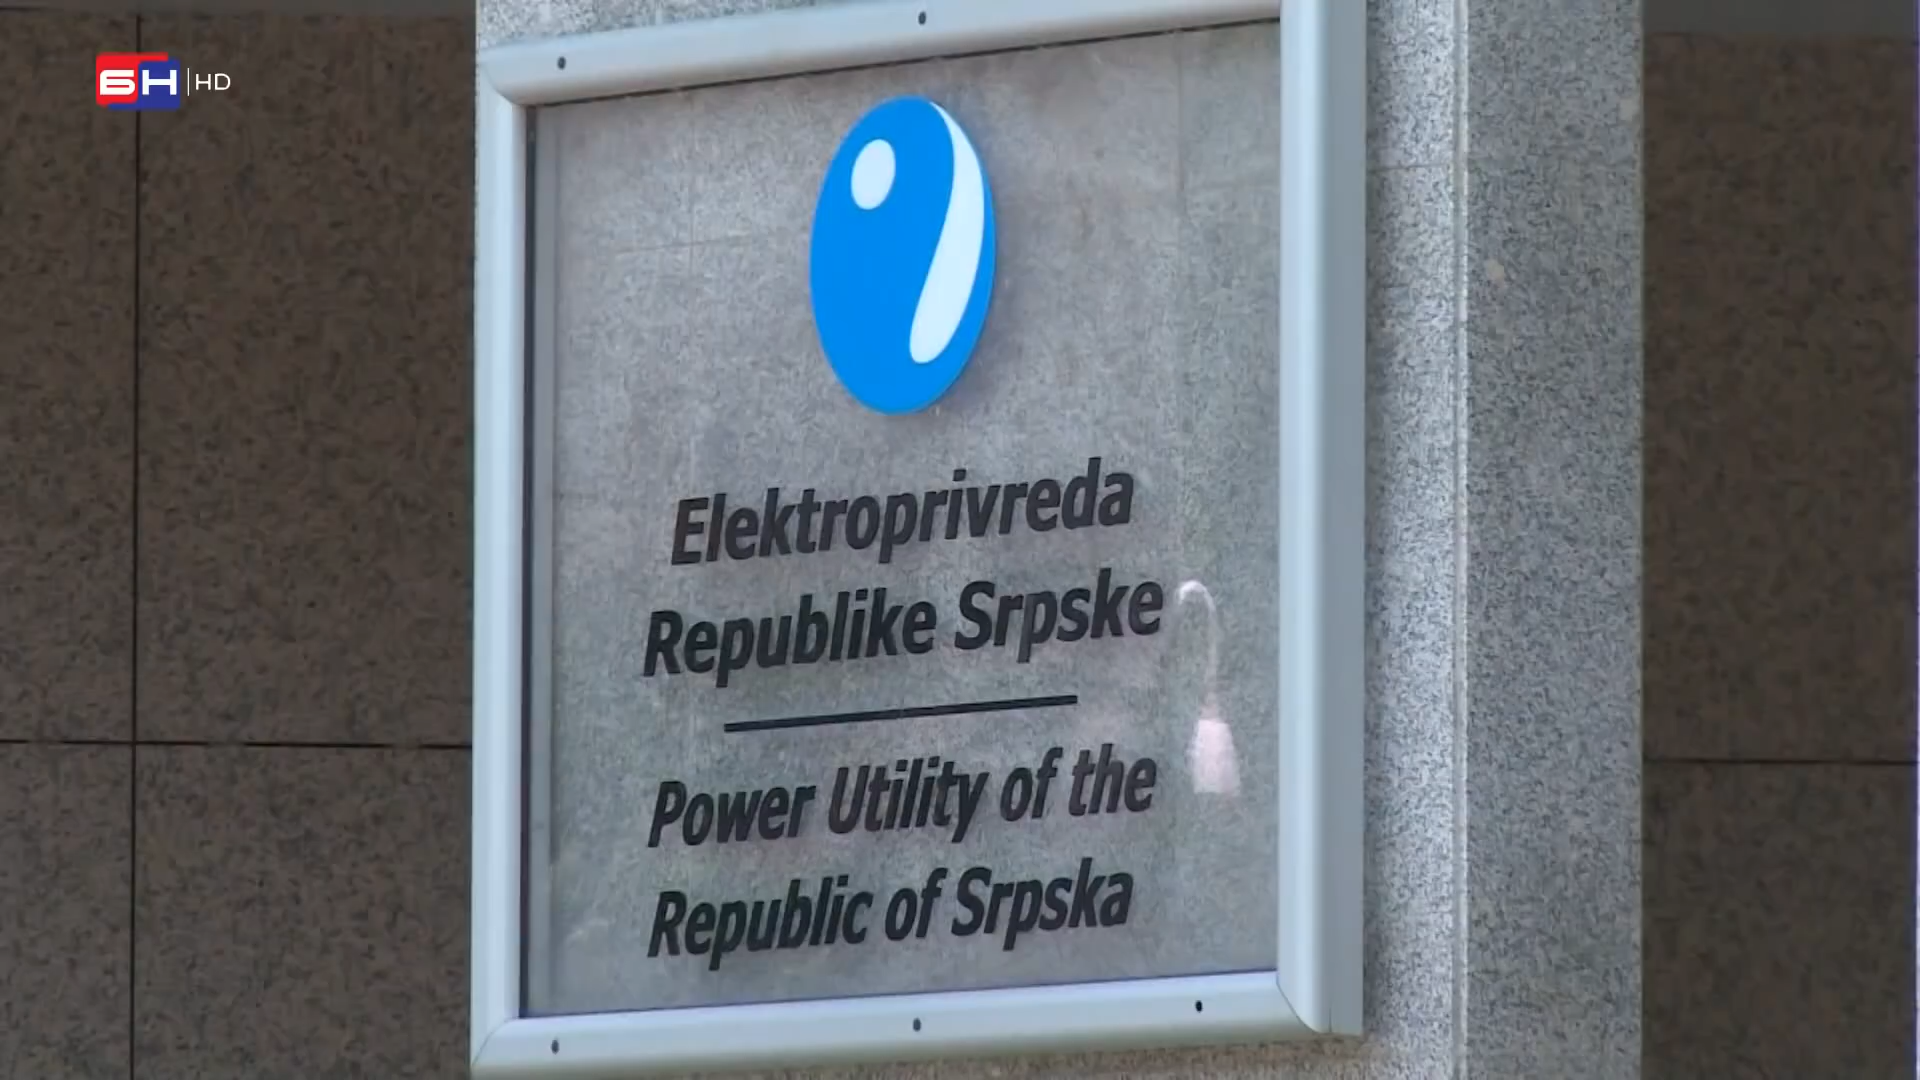 БН HD
Elektroprivreda
Republike Srpske
Power Utility of the
Republic of Srpska